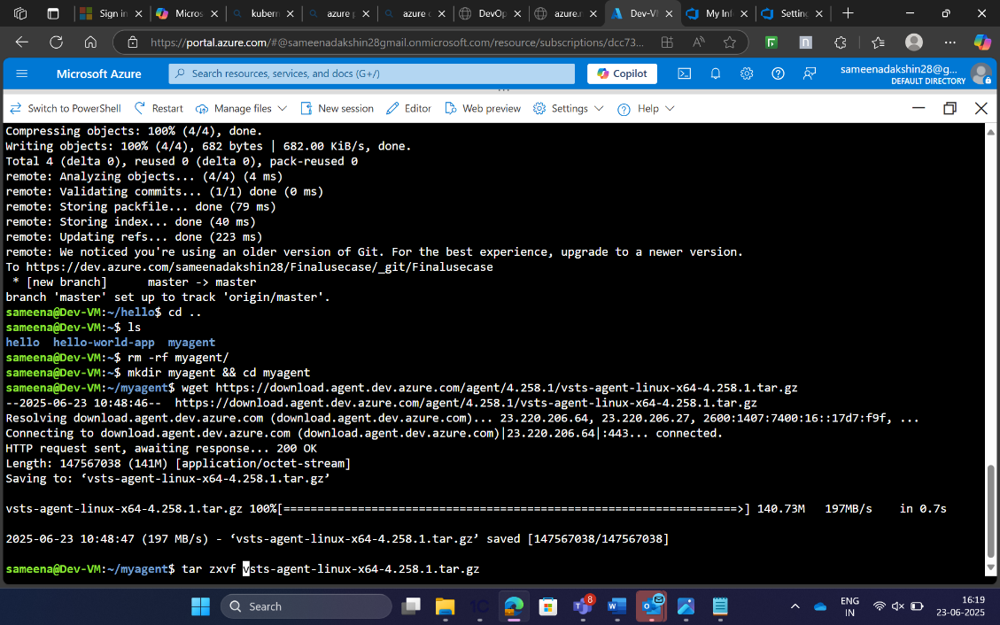 Sign in
Micros
kubern
azure p
azure c
DevOp
azure.n
Dev-VM
My Inf
Setting
https://portal.azure.com/#@sameenadakshin28gmail.onmicrosoft.com/resource/subscriptions/dcc73...
Microsoft Azure
Search resources, services, and docs (G+/)
Copilot
sameenadakshin28@g...
DEFAULT DIRECTORY
Switch to PowerShell
Restart
Manage files
New session
Editor
Web preview
Settings
Help
Compressing objects: 100% (4/4), done.
Writing objects: 100% (4/4), 682 bytes | 682.00 KiB/s, done.
Total 4 (delta 0), reused 0 (delta 0), pack-reused 0
remote: Analyzing objects... (4/4) (4 ms)
remote: Validating commits... (1/1) done (0 ms)
remote: Storing packfile... done (79 ms)
remote: Storing index... done (40 ms)
remote: Updating refs... done (223 ms)
remote: We noticed you're using an older version of Git. For the best experience, upgrade to a newer version.
To https://dev.azure.com/sameenadakshin28/Finalusecase/_git/Finalusecase
 * [new branch]      master -> master
branch 'master' set up to track 'origin/master'.
sameena@Dev-VM:~/hello$ cd ..
sameena@Dev-VM:~$ ls
hello  hello-world-app  myagent
sameena@Dev-VM:~$ rm -rf myagent/
sameena@Dev-VM:~$ mkdir myagent && cd myagent
sameena@Dev-VM:~/myagent$ wget https://download.agent.dev.azure.com/agent/4.258.1/vsts-agent-linux-x64-4.258.1.tar.gz
--2025-06-23 10:48:46--  https://download.agent.dev.azure.com/agent/4.258.1/vsts-agent-linux-x64-4.258.1.tar.gz
Resolving download.agent.dev.azure.com (download.agent.dev.azure.com)... 23.220.206.64, 23.220.206.27, 2600:1407:7400:16::17d7:f9f, ...
Connecting to download.agent.dev.azure.com (download.agent.dev.azure.com)|23.220.206.64|:443... connected.
HTTP request sent, awaiting response... 200 OK
Length: 147567038 (141M) [application/octet-stream]
Saving to: ‘vsts-agent-linux-x64-4.258.1.tar.gz’
vsts-agent-linux-x64-4.258.1.tar.gz 100%[===================================================================>] 140.73M   197MB/s    in 0.7s
2025-06-23 10:48:47 (197 MB/s) - ‘vsts-agent-linux-x64-4.258.1.tar.gz’ saved [147567038/147567038]
sameena@Dev-VM:~/myagent$ tar zxvf vsts-agent-linux-x64-4.258.1.tar.gz
Search
8
ENG
IN
16:19
23-06-2025